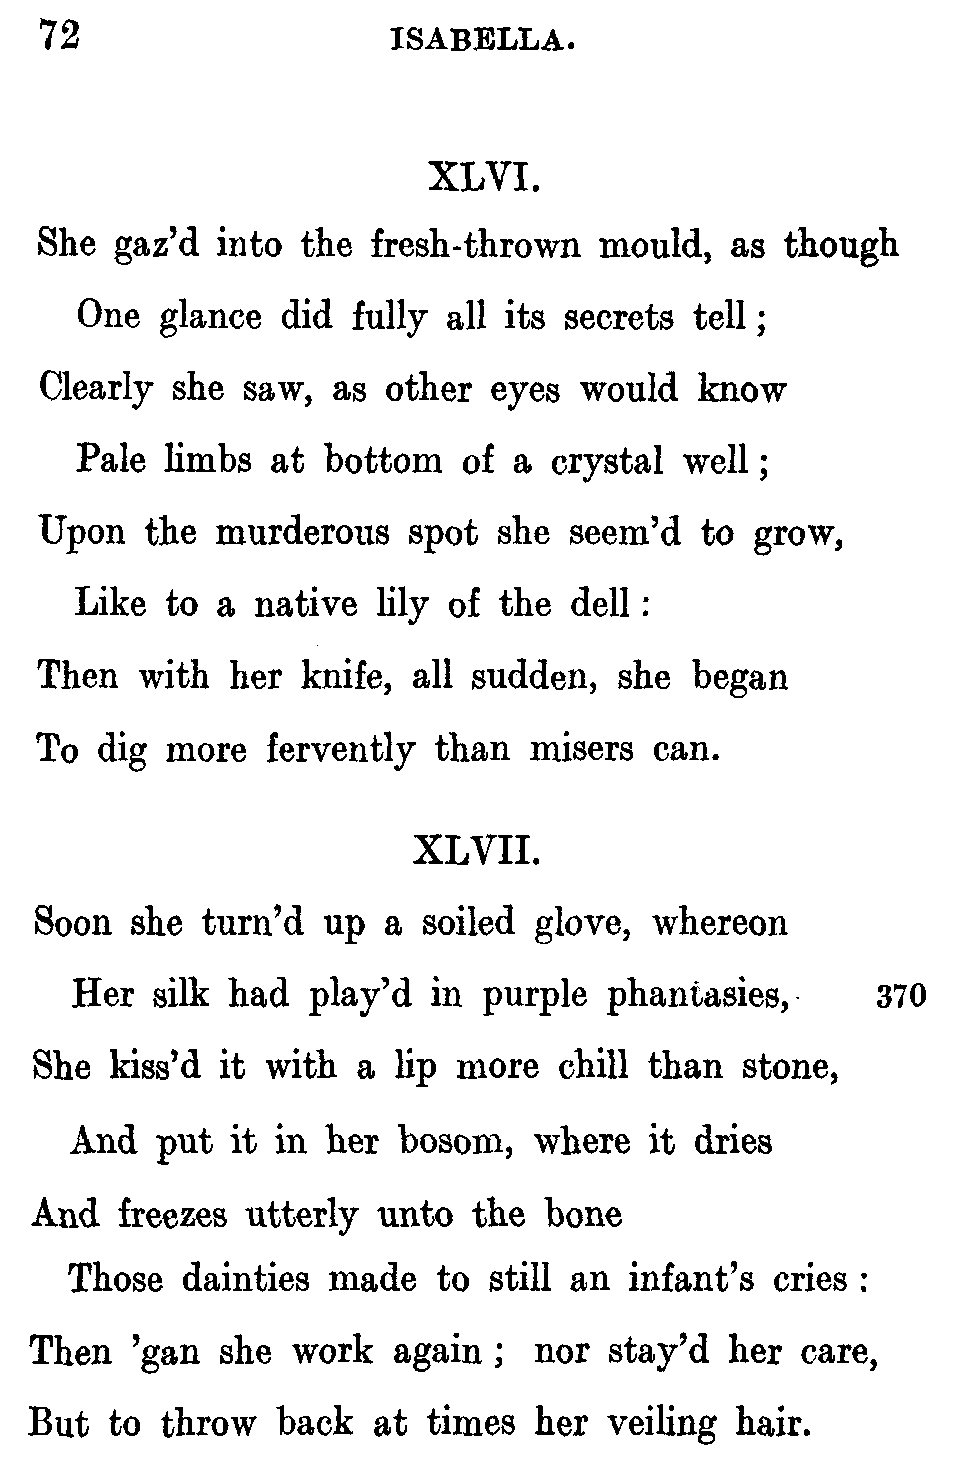 72 ISABELLA.
XLVI.
She gaz'd into the fresh-thrown mould, as though
One glance did fully all its secrets tell;
Clearly she saw, as other eyes would know
Pale limbs at bottom of a crystal well;
Upon the murderous spot she seem'd to grow,
Like to a native lily of the dell:
Then with her knife, all sudden, she began
To dig more fervently than misers can.
XLVII.
Soon she turn'd up a soiled glove, whereon
Her silk had play'd in purple phantasies, 370
She kiss'd it with a lip more chill than stone,
And put it in her bosom, where it dries
And freezes utterly unto the bone
Those dainties made to still an infant's cries:
Then 'gan she work again; nor stay'd her care,
But to throw back at times her veiling hair.